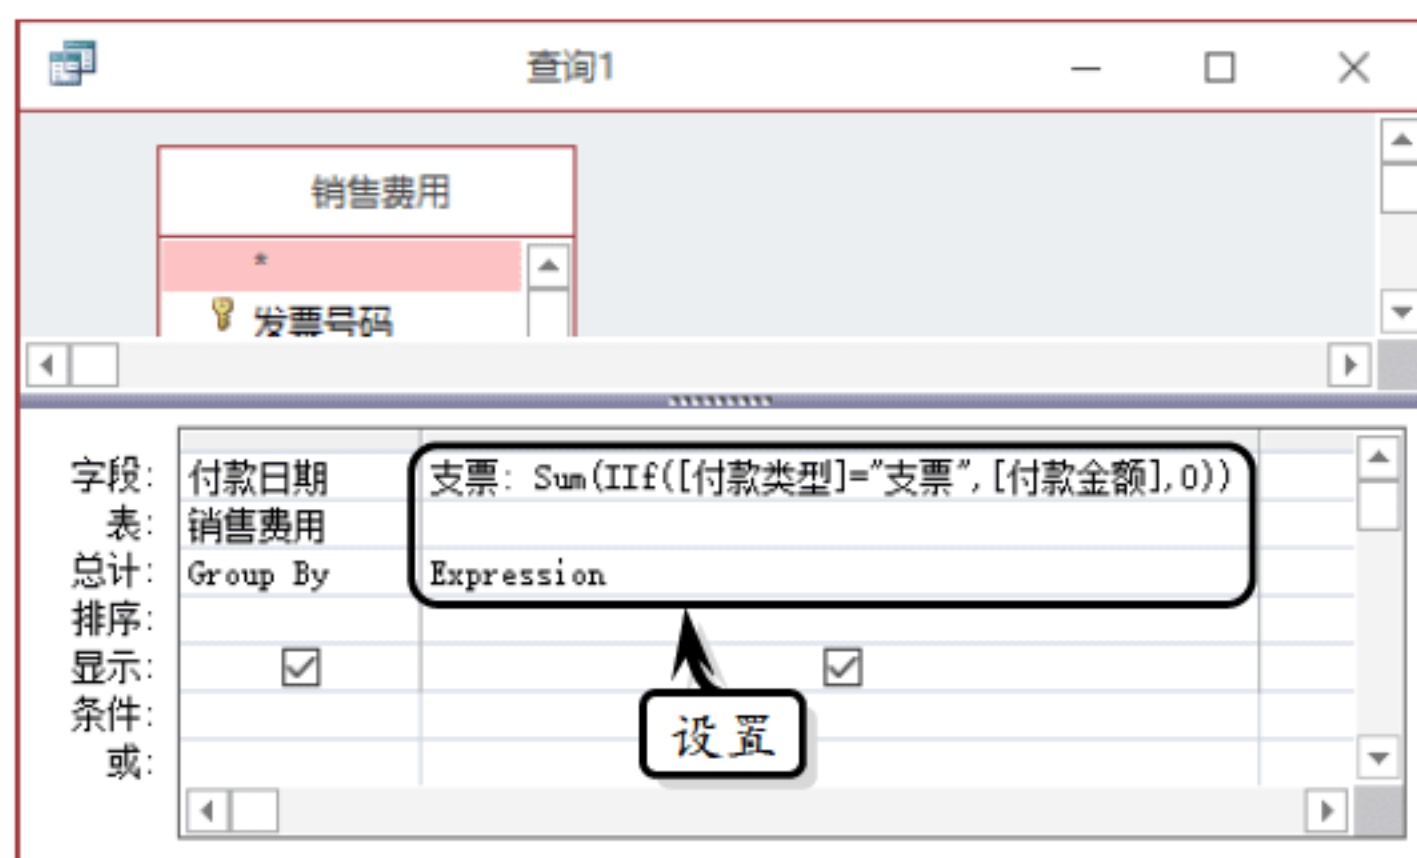 查询1
销售费用
*
发票号码
字段: 付款日期 支票: Sum(IIf([付款类型]="支票",[付款金额],0))
表: 销售费用
总计: Group By Expression
排序:
显示:
条件:
或:
设置